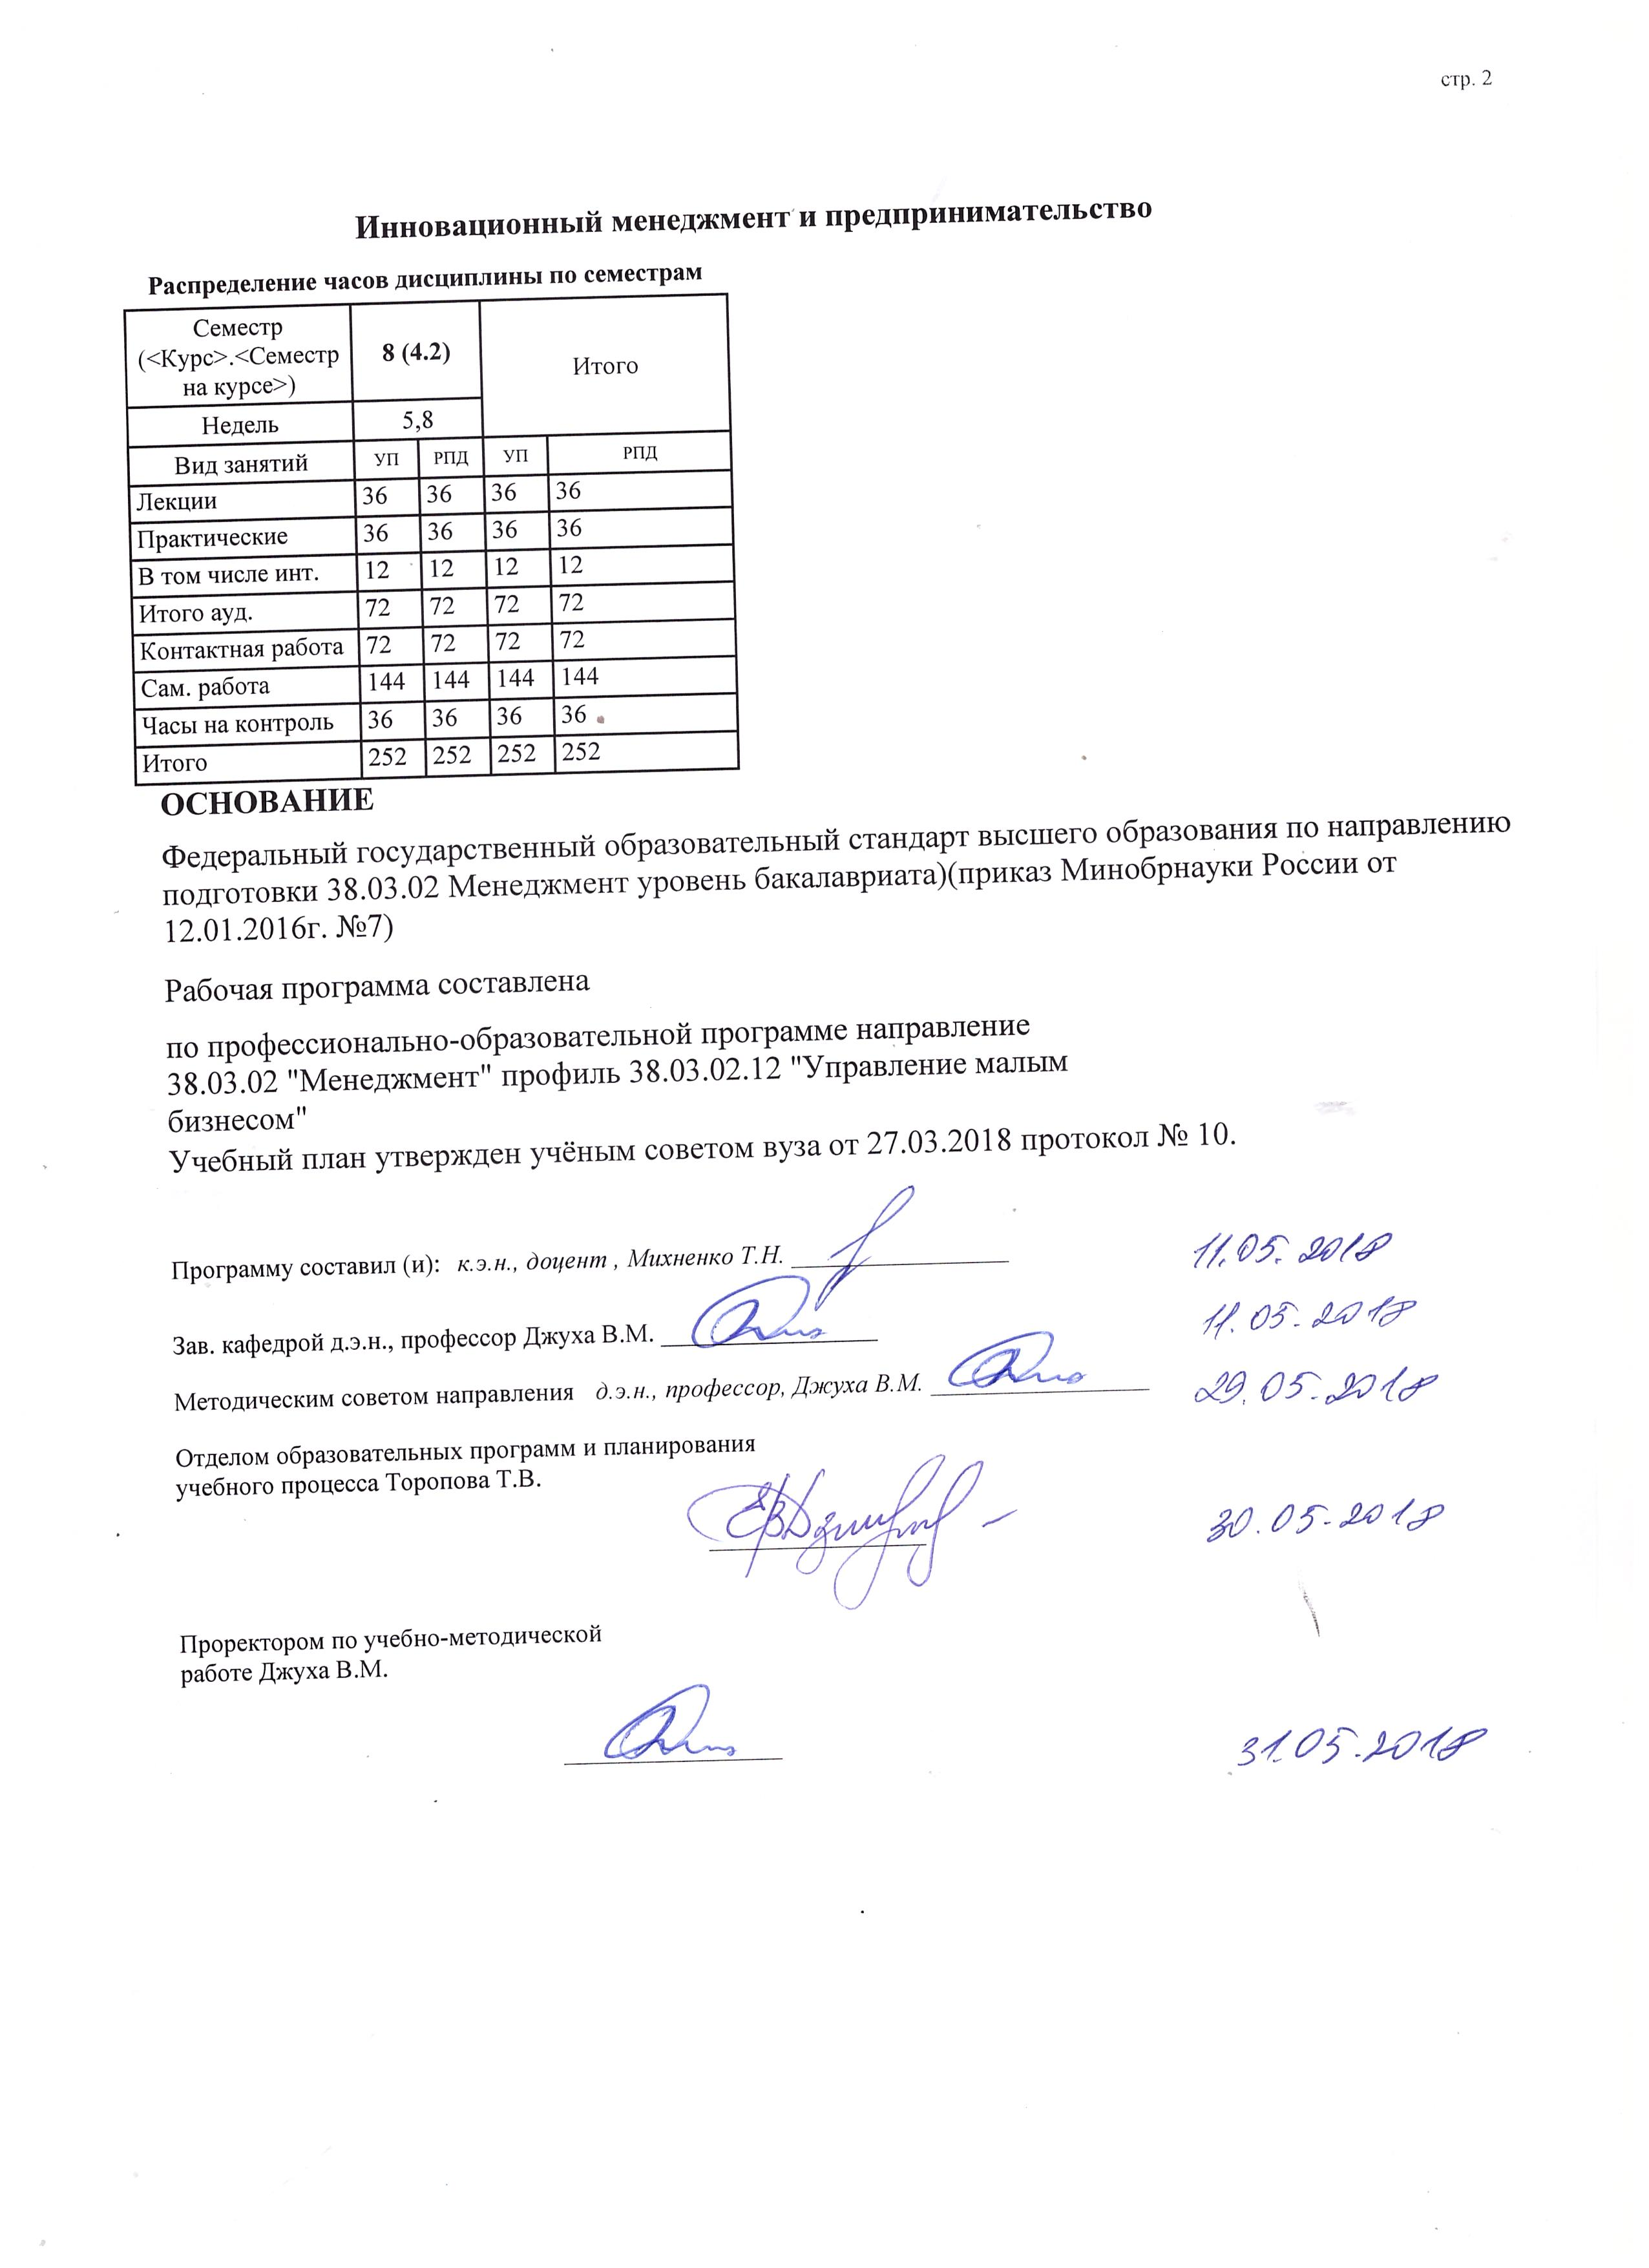 стр. 2
Инновационный менеджмент и предпринимательство
Распределение часов дисциплины по семестрам
Семестр
(<Курс>.<Семестр
на курсе>)
8 (4.2)
Итого
Недель 5,8
Вид занятий УП РПД УП РПД
Лекции 36 36 36 36
Практические 36 36 36 36
В том числе инт. 12 12 12 12
Итого ауд. 72 72 72 72
Контактная работа 72 72 72 72
Сам. работа 144 144 144 144
Часы на контроль 36 36 36 36
Итого 252 252 252 252
ОСНОВАНИЕ
Федеральный государственный образовательный стандарт высшего образования по направлению
подготовки 38.03.02 Менеджмент уровень бакалавриата)(приказ Минобрнауки России от
12.01.2016г. №7)
Рабочая программа составлена
по профессионально-образовательной программе направление
38.03.02 "Менеджмент" профиль 38.03.02.12 "Управление малым
бизнесом"
Учебный план утвержден учёным советом вуза от 27.03.2018 протокол № 10.
Программу составил (и): к.э.н., доцент , Михненко Т.Н. 11.05.2018
Зав. кафедрой д.э.н., профессор Джуха В.М. 11.05.2018
Методическим советом направления д.э.н., профессор, Джуха В.М. 29.05.2018
Отделом образовательных программ и планирования
учебного процесса Торопова Т.В.
30.05.2018
Проректором по учебно-методической
работе Джуха В.М.
31.05.2018